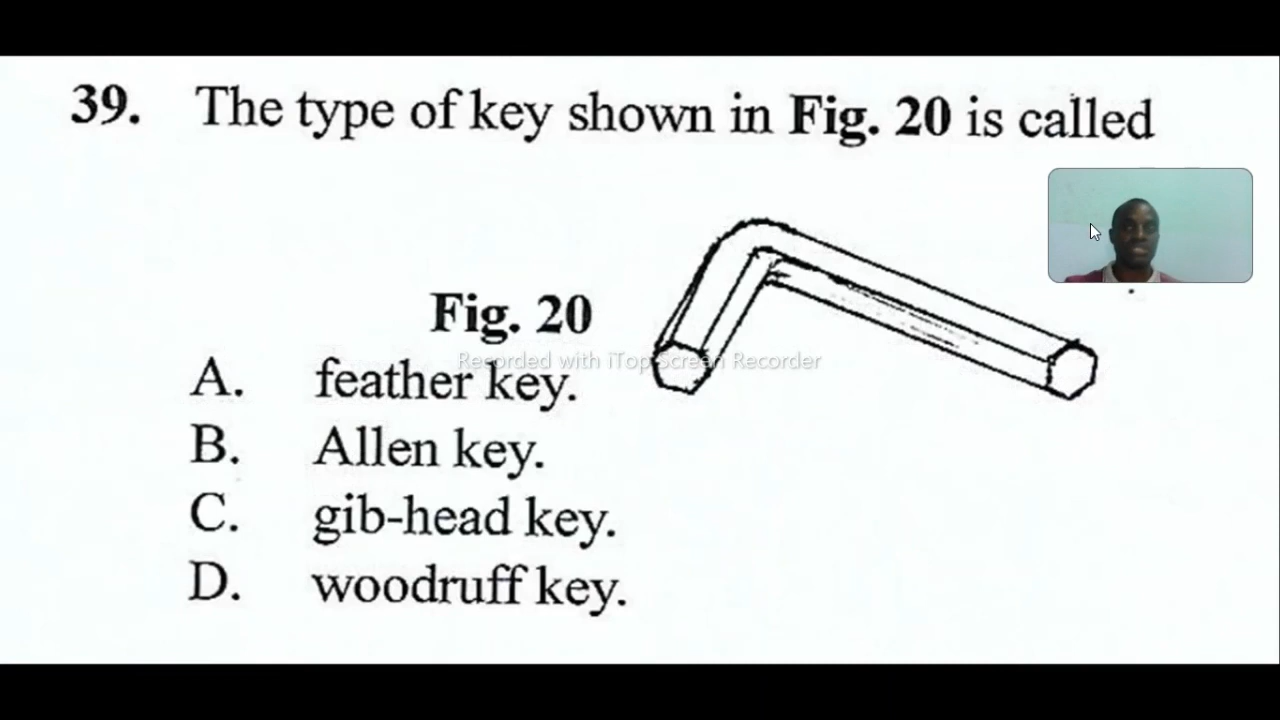 39. The type of key shown in Fig. 20 is called
Fig. 20
Recorded with iTop Screen Recorder
A. feather key.
B. Allen key.
C. gib-head key.
D. woodruff key.